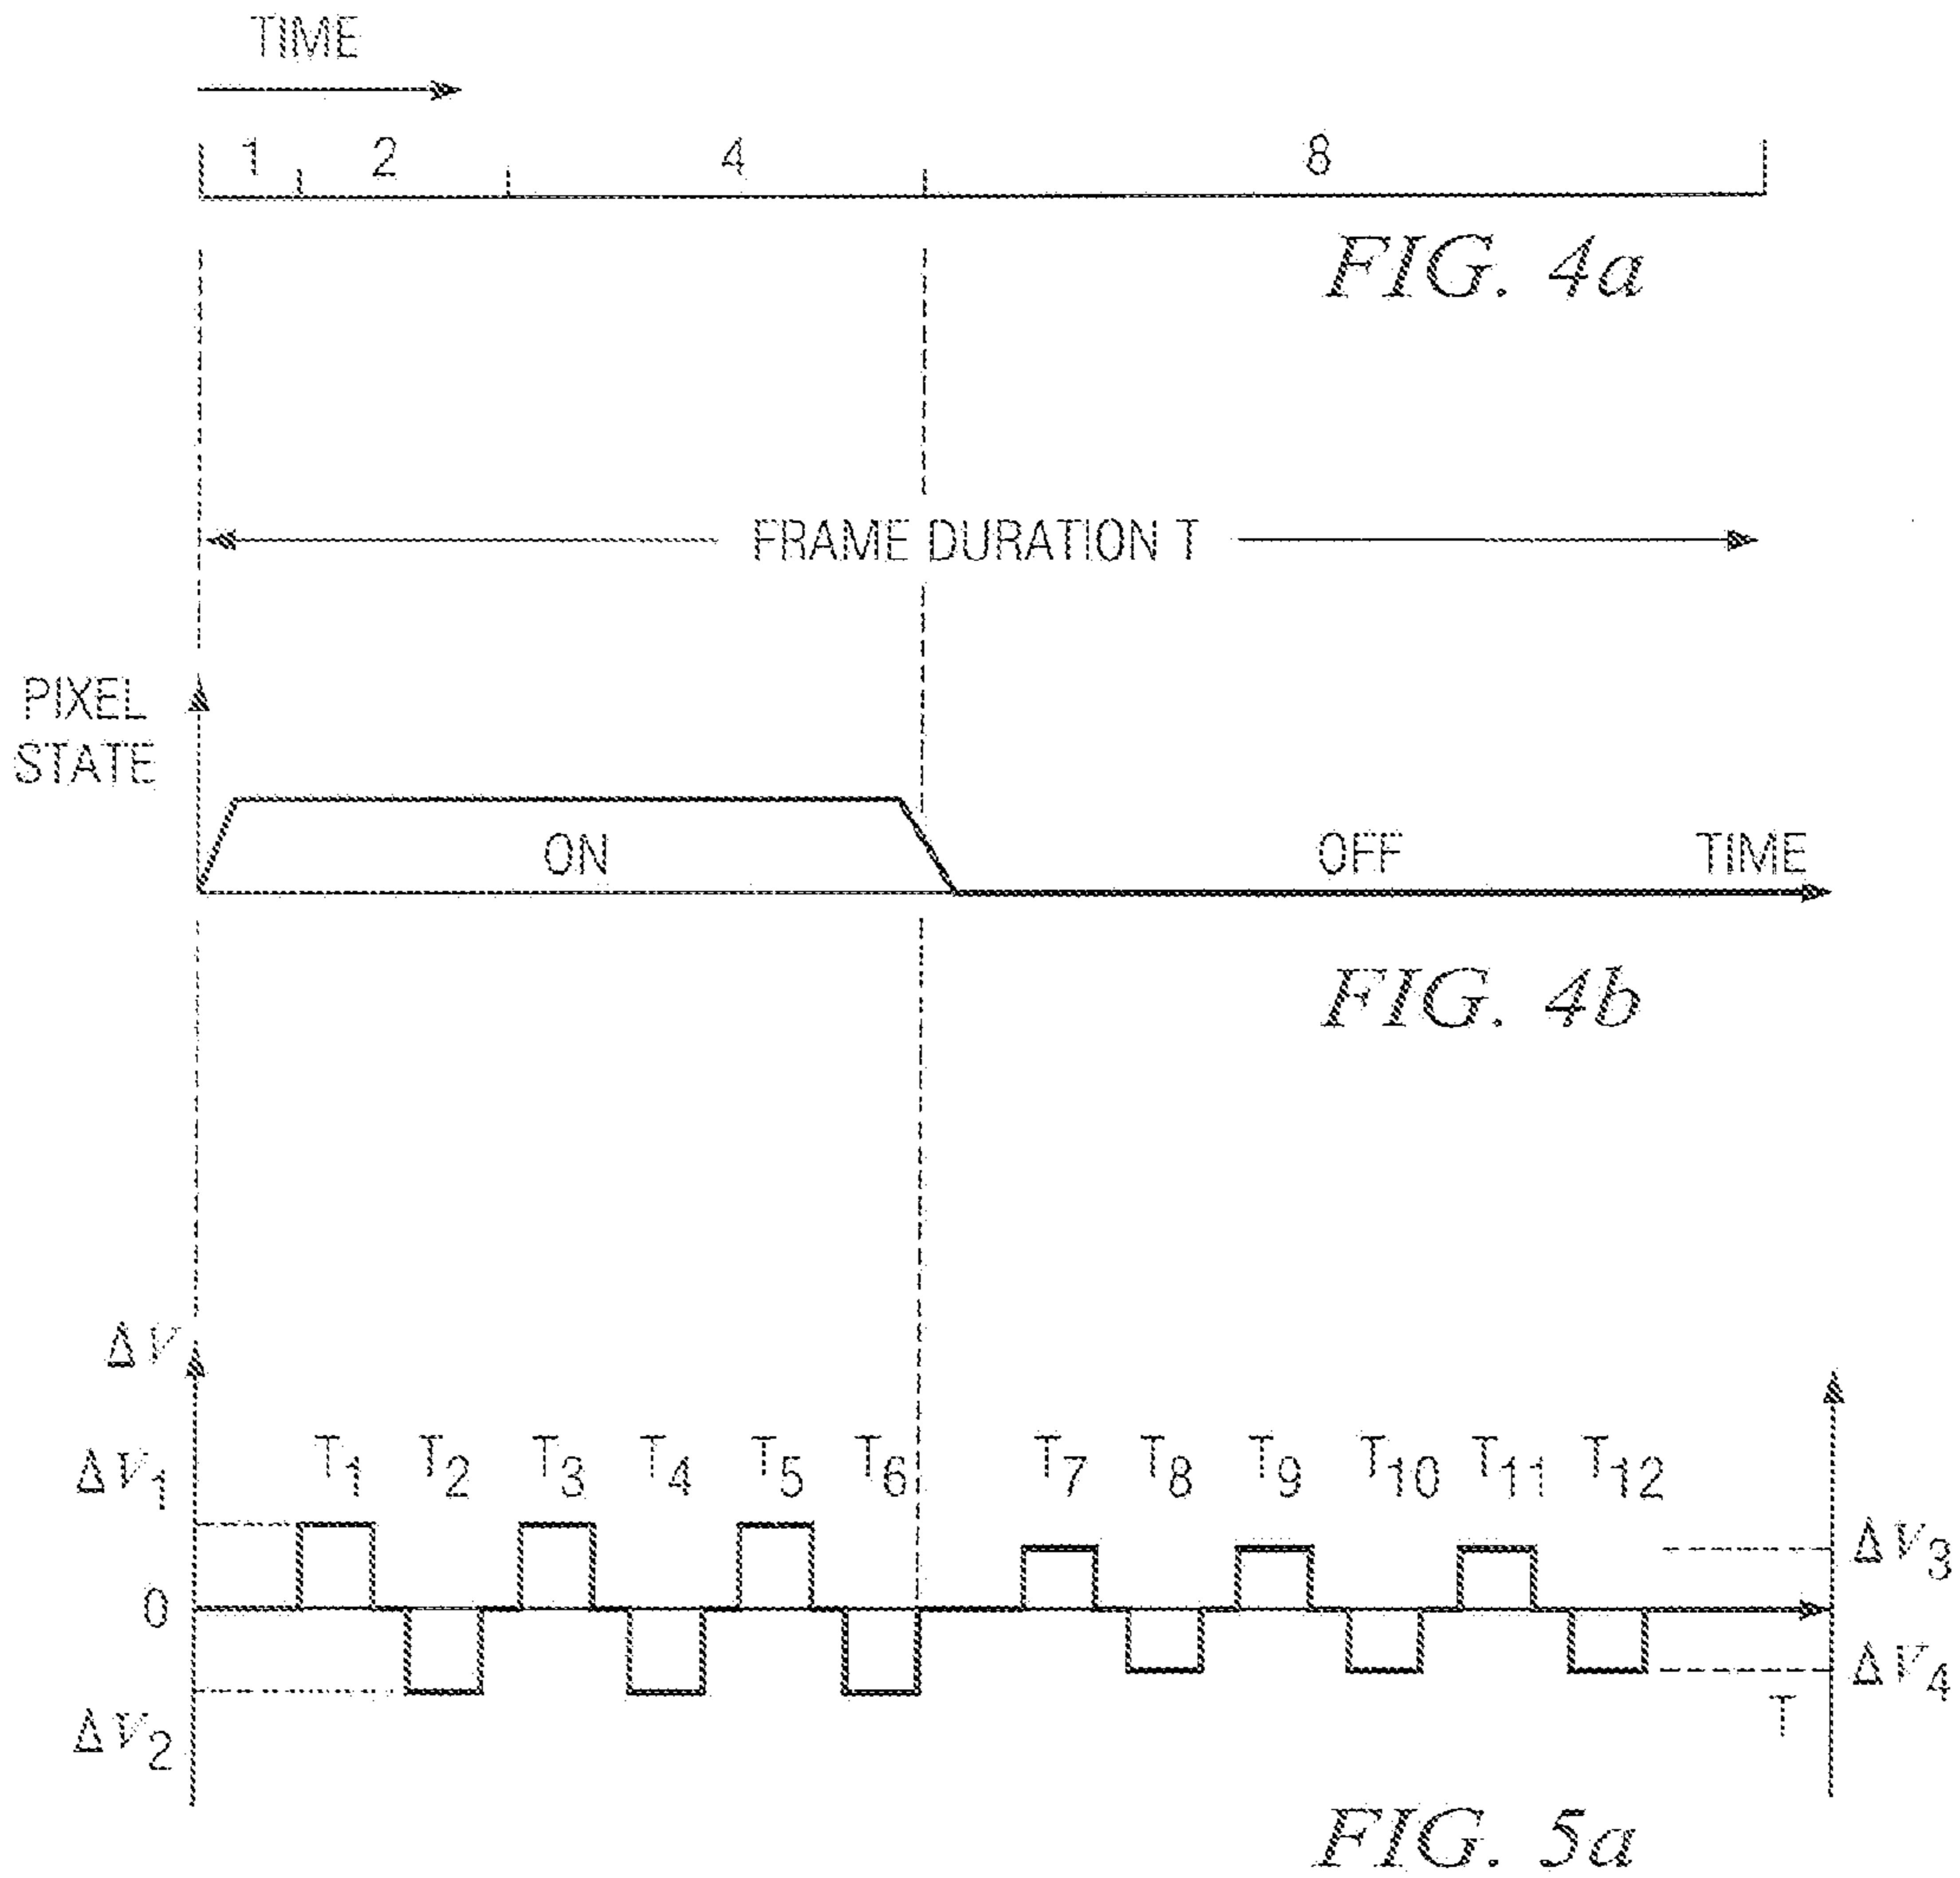 TIME
1 2 4 8
FIG. 4a
FRAME DURATION T
PIXEL
STATE
ON OFF TIME
FIG. 4b
ΔV
ΔV1 T1 T2 T3 T4 T5 T6 T7 T8 T9 T10 T11 T12
ΔV3
0
ΔV4
ΔV2 T
FIG. 5a